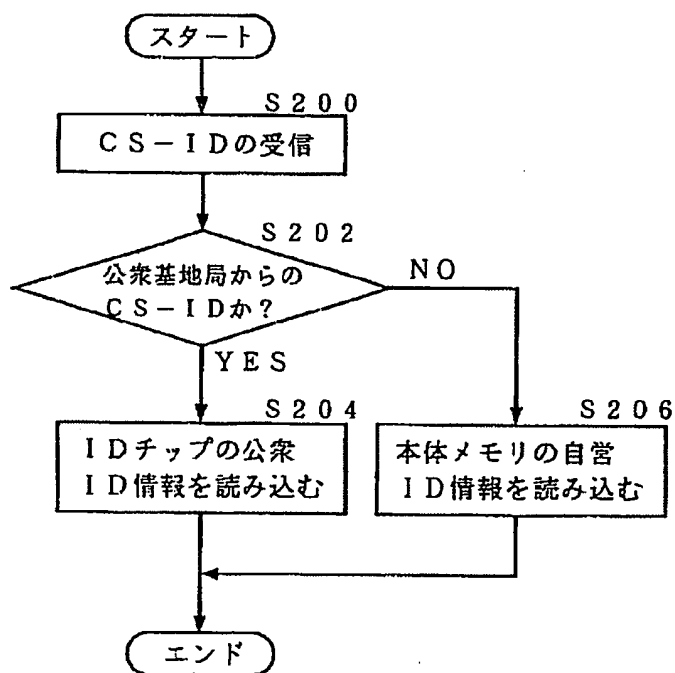 スタート
S200
CS-IDの受信
S202
公衆基地局からの
CS-IDか?
NO
YES
S204
IDチップの公衆
ID情報を読み込む
S206
本体メモリの自営
ID情報を読み込む
エンド